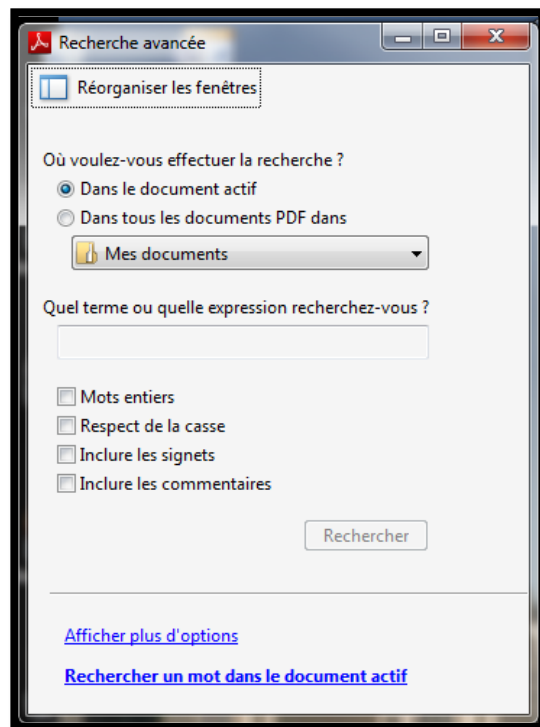 Recherche avancée
Réorganiser les fenêtres
Où voulez-vous effectuer la recherche ?
Dans le document actif
Dans tous les documents PDF dans
Mes documents
Quel terme ou quelle expression recherchez-vous ?
Mots entiers
Respect de la casse
Inclure les signets
Inclure les commentaires
Rechercher
Afficher plus d'options
Rechercher un mot dans le document actif